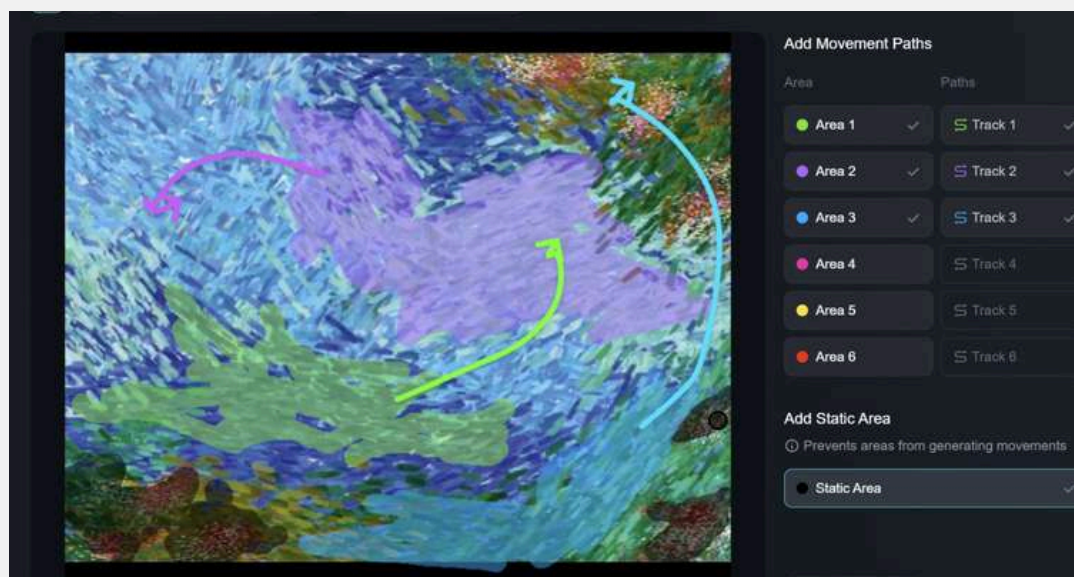 Add Movement Paths
Area Paths
Area 1 Track 1
Area 2 Track 2
Area 3 Track 3
Area 4 Track 4
Area 5 Track 5
Area 6 Track 6
Add Static Area
Prevents areas from generating movements
Static Area